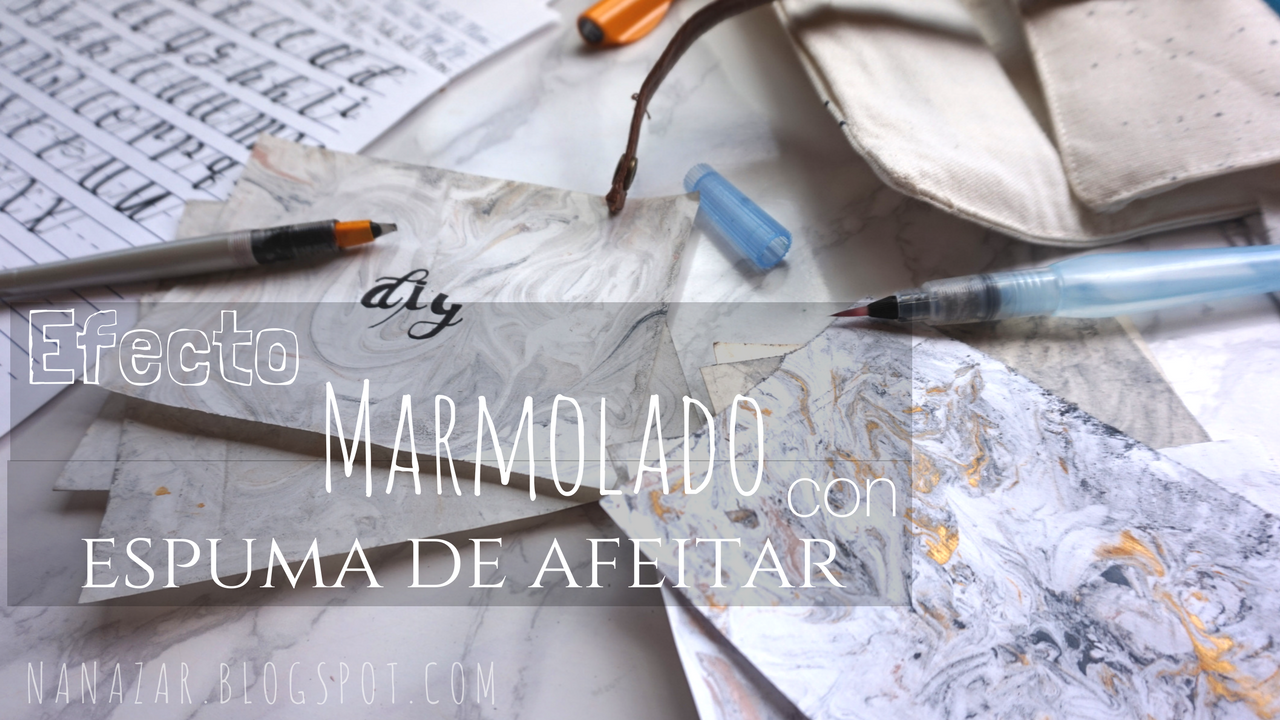 diy
Efecto
MARMOLADO
con
ESPUMA DE AFEITAR
NANAZAR.BLOGSPOT.COM